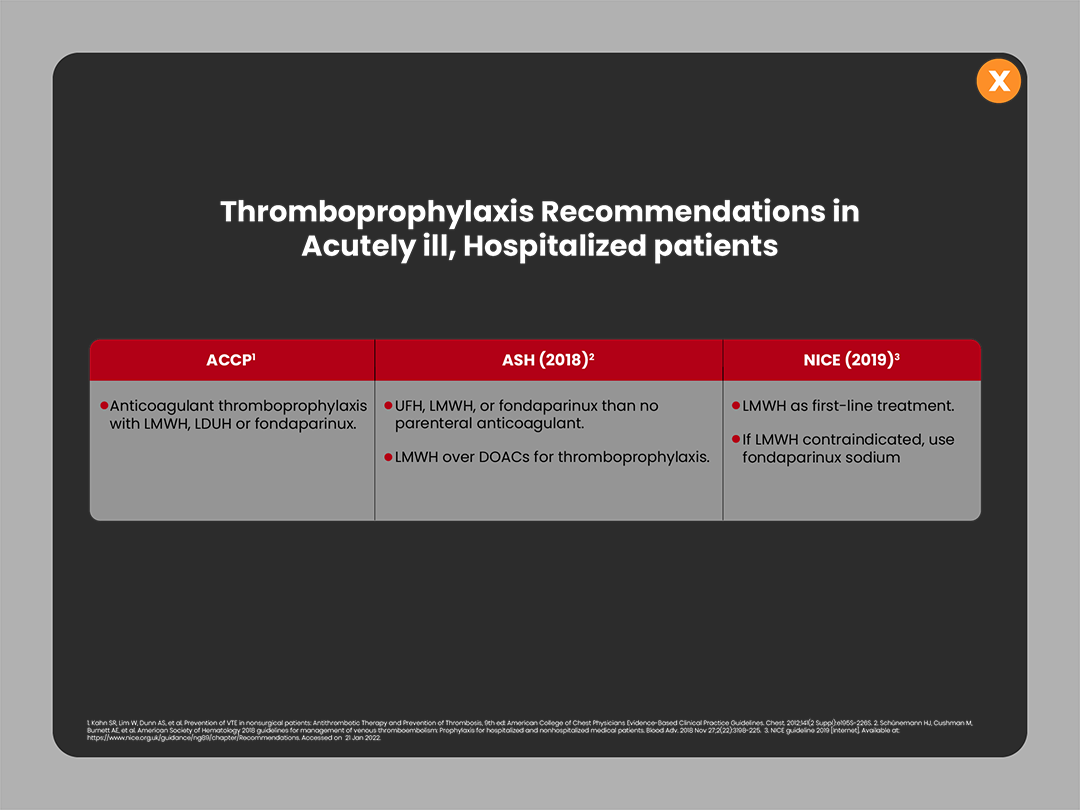 X
Thromboprophylaxis Recommendations in
Acutely ill, Hospitalized patients
ACCP¹
ASH (2018)²
NICE (2019)³
●Anticoagulant thromboprophylaxis
with LMWH, LDUH or fondaparinux.
●UFH, LMWH, or fondaparinux than no
parenteral anticoagulant.
●LMWH over DOACs for thromboprophylaxis.
●LMWH as first-line treatment.
●If LMWH contraindicated, use
fondaparinux sodium
1. Kahn SR, Lim W, Dunn AS, et al. Prevention of VTE in nonsurgical patients: Antithrombotic Therapy and Prevention of Thrombosis, 9th ed: American College of Chest Physicians Evidence-Based Clinical Practice Guidelines. Chest. 2012;141(2 Suppl):e195S-226S. 2. Schünemann HJ, Cushman M,
Burnett AE, et al. American Society of Hematology 2018 guidelines for management of venous thromboembolism: Prophylaxis for hospitalized and nonhospitalized medical patients. Blood Adv. 2018 Nov 27;2(22):3198-225. 3. NICE guideline 2019 [internet], Available at:
https://www.nice.org.uk/guidance/ng89/chapter/Recommendations. Accessed on 21 Jan 2022.